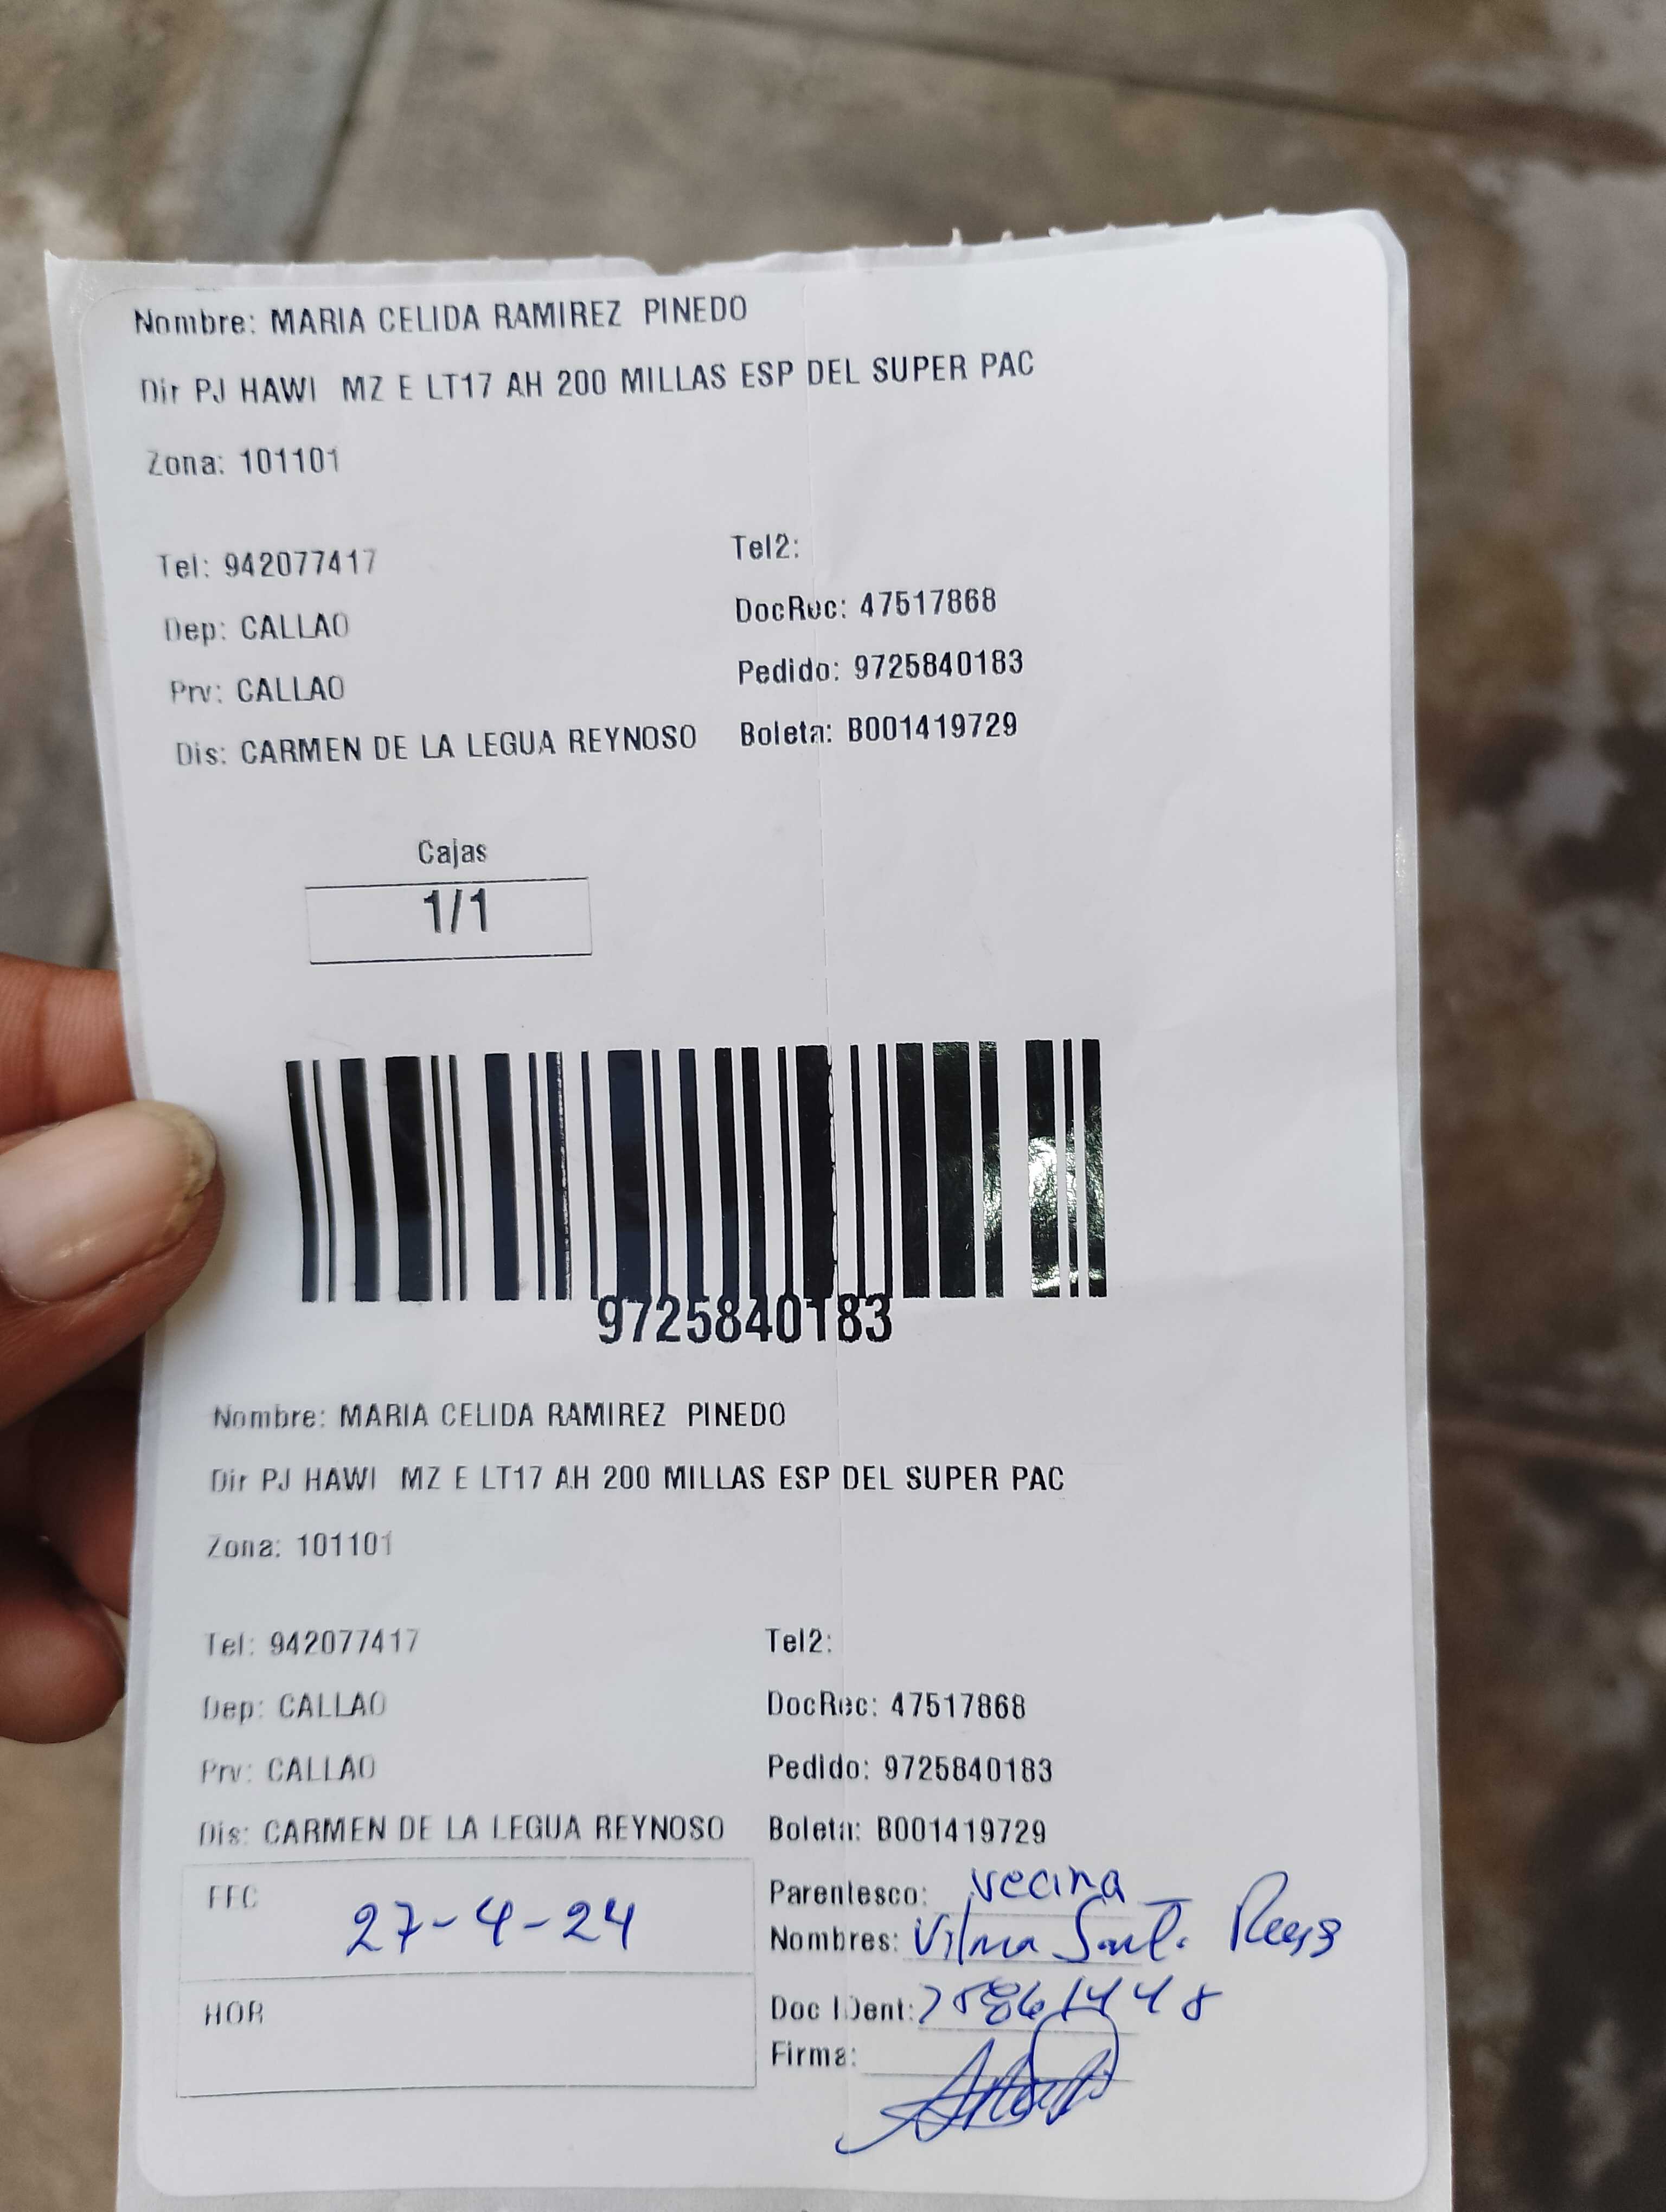 Nombre: MARIA CELIDA RAMIREZ PINEDO
Dir PJ HAWI MZ E LT17 AH 200 MILLAS ESP DEL SUPER PAC
Zona: 101101
Tel: 942077417
Tel2:
Dep: CALLAO
DocRec: 47517868
Prv: CALLAO
Pedido: 9725840183
Dis: CARMEN DE LA LEGUA REYNOSO
Boleta: B001419729
Cajas
1/1
9725840183
Nombre: MARIA CELIDA RAMIREZ PINEDO
Dir PJ HAWI MZ E LT17 AH 200 MILLAS ESP DEL SUPER PAC
Zona: 101101
Tel: 942077417
Tel2:
Dep: CALLAO
DocRec: 47517868
Prv: CALLAO
Pedido: 9725840183
Dis: CARMEN DE LA LEGUA REYNOSO
Boleta: B001419729
FFC
27-4-24
HOR
Parentesco: vecina
Nombres: Vilma
Doc IDent:
Firma: